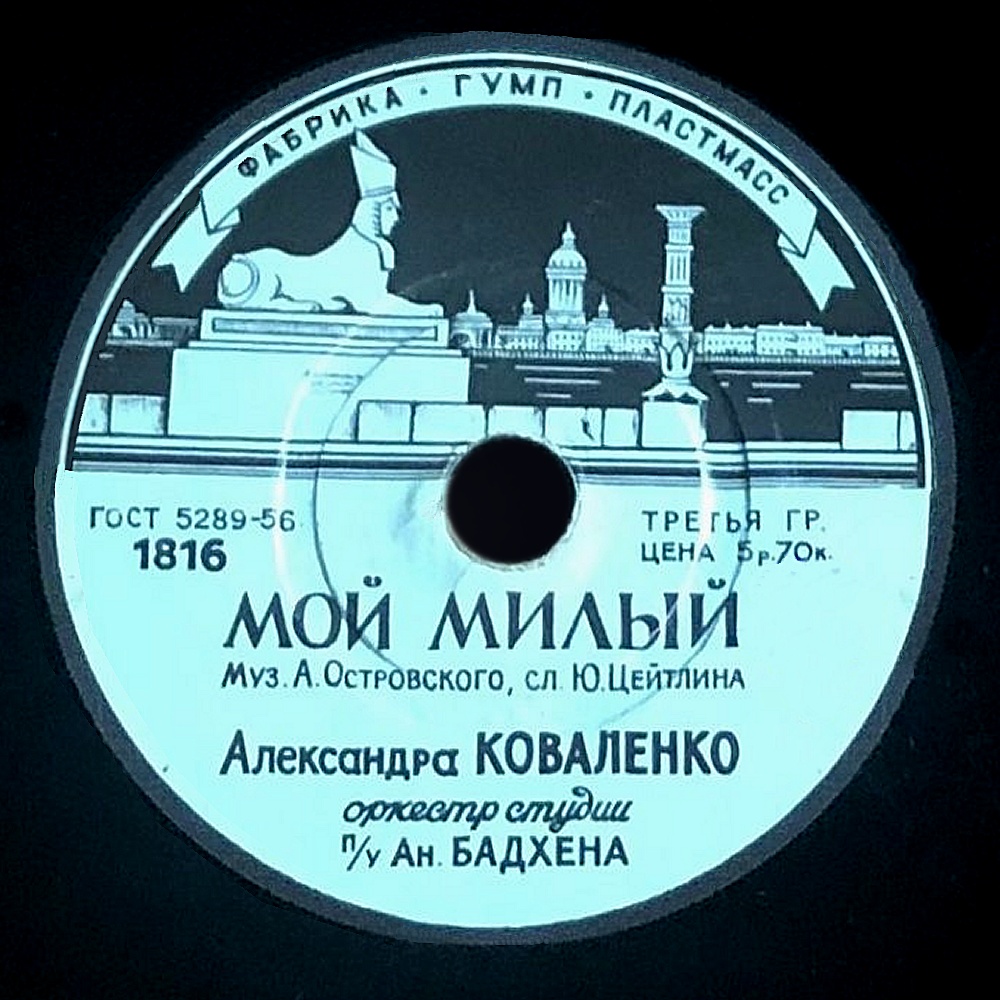 ФАБРИКА · ГУМП · ПЛАСТМАСС
ГОСТ 5289-56
1816
ТРЕТЬЯ ГР.
ЦЕНА 5р.70к.
МОЙ МИЛЫЙ
Муз. А. Островского, сл. Ю. Цейтлина
Александра КОВАЛЕНКО
оркестр студии
п/у Ан. БАДХЕНА